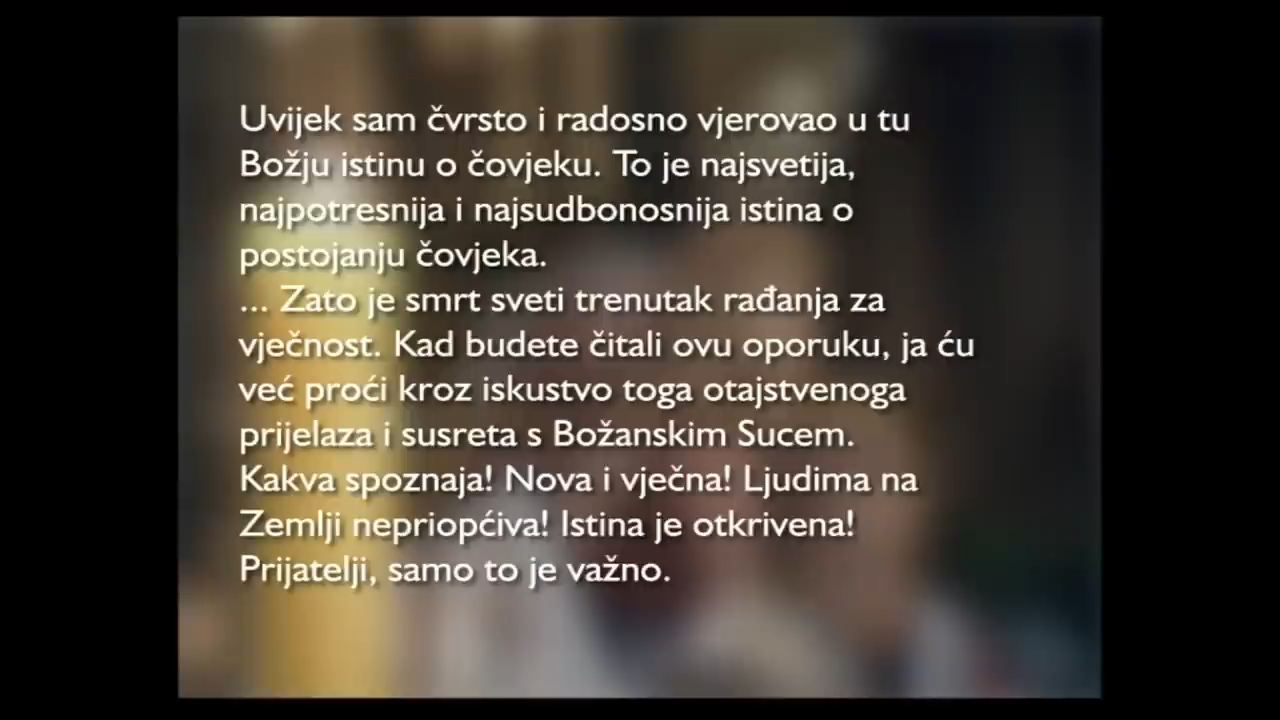 Uvijek sam čvrsto i radosno vjerovao u tu
Božju istinu o čovjeku. To je najsvetija,
najpotresnija i najsudbonosnija istina o
postojanju čovjeka.
... Zato je smrt sveti trenutak rađanja za
vječnost. Kad budete čitali ovu oporuku, ja ću
već proći kroz iskustvo toga otajstvenoga
prijelaza i susreta s Božanskim Sucem.
Kakva spoznaja! Nova i vječna! Ljudima na
Zemlji nepriopćiva! Istina je otkrivena!
Prijatelji, samo to je važno.